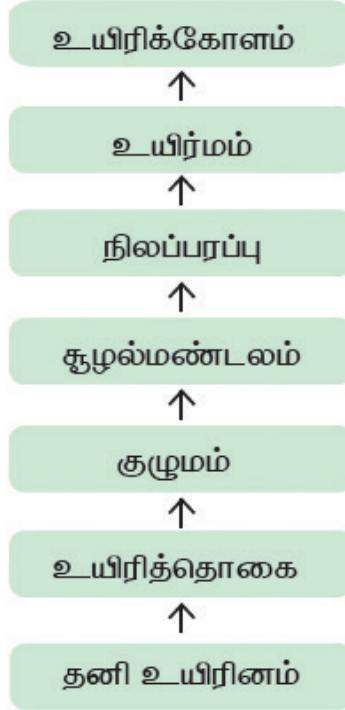 உயிரிக்கோளம்
உயிர்மம்
நிலப்பரப்பு
சூழல்மண்டலம்
குழுமம்
உயிரித்தொகை
தனி உயிரினம்